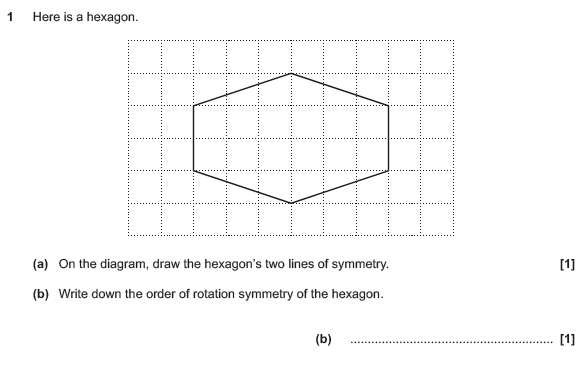 1 Here is a hexagon.
(a) On the diagram, draw the hexagon's two lines of symmetry. [1]
(b) Write down the order of rotation symmetry of the hexagon.
(b) ........................................................... [1]